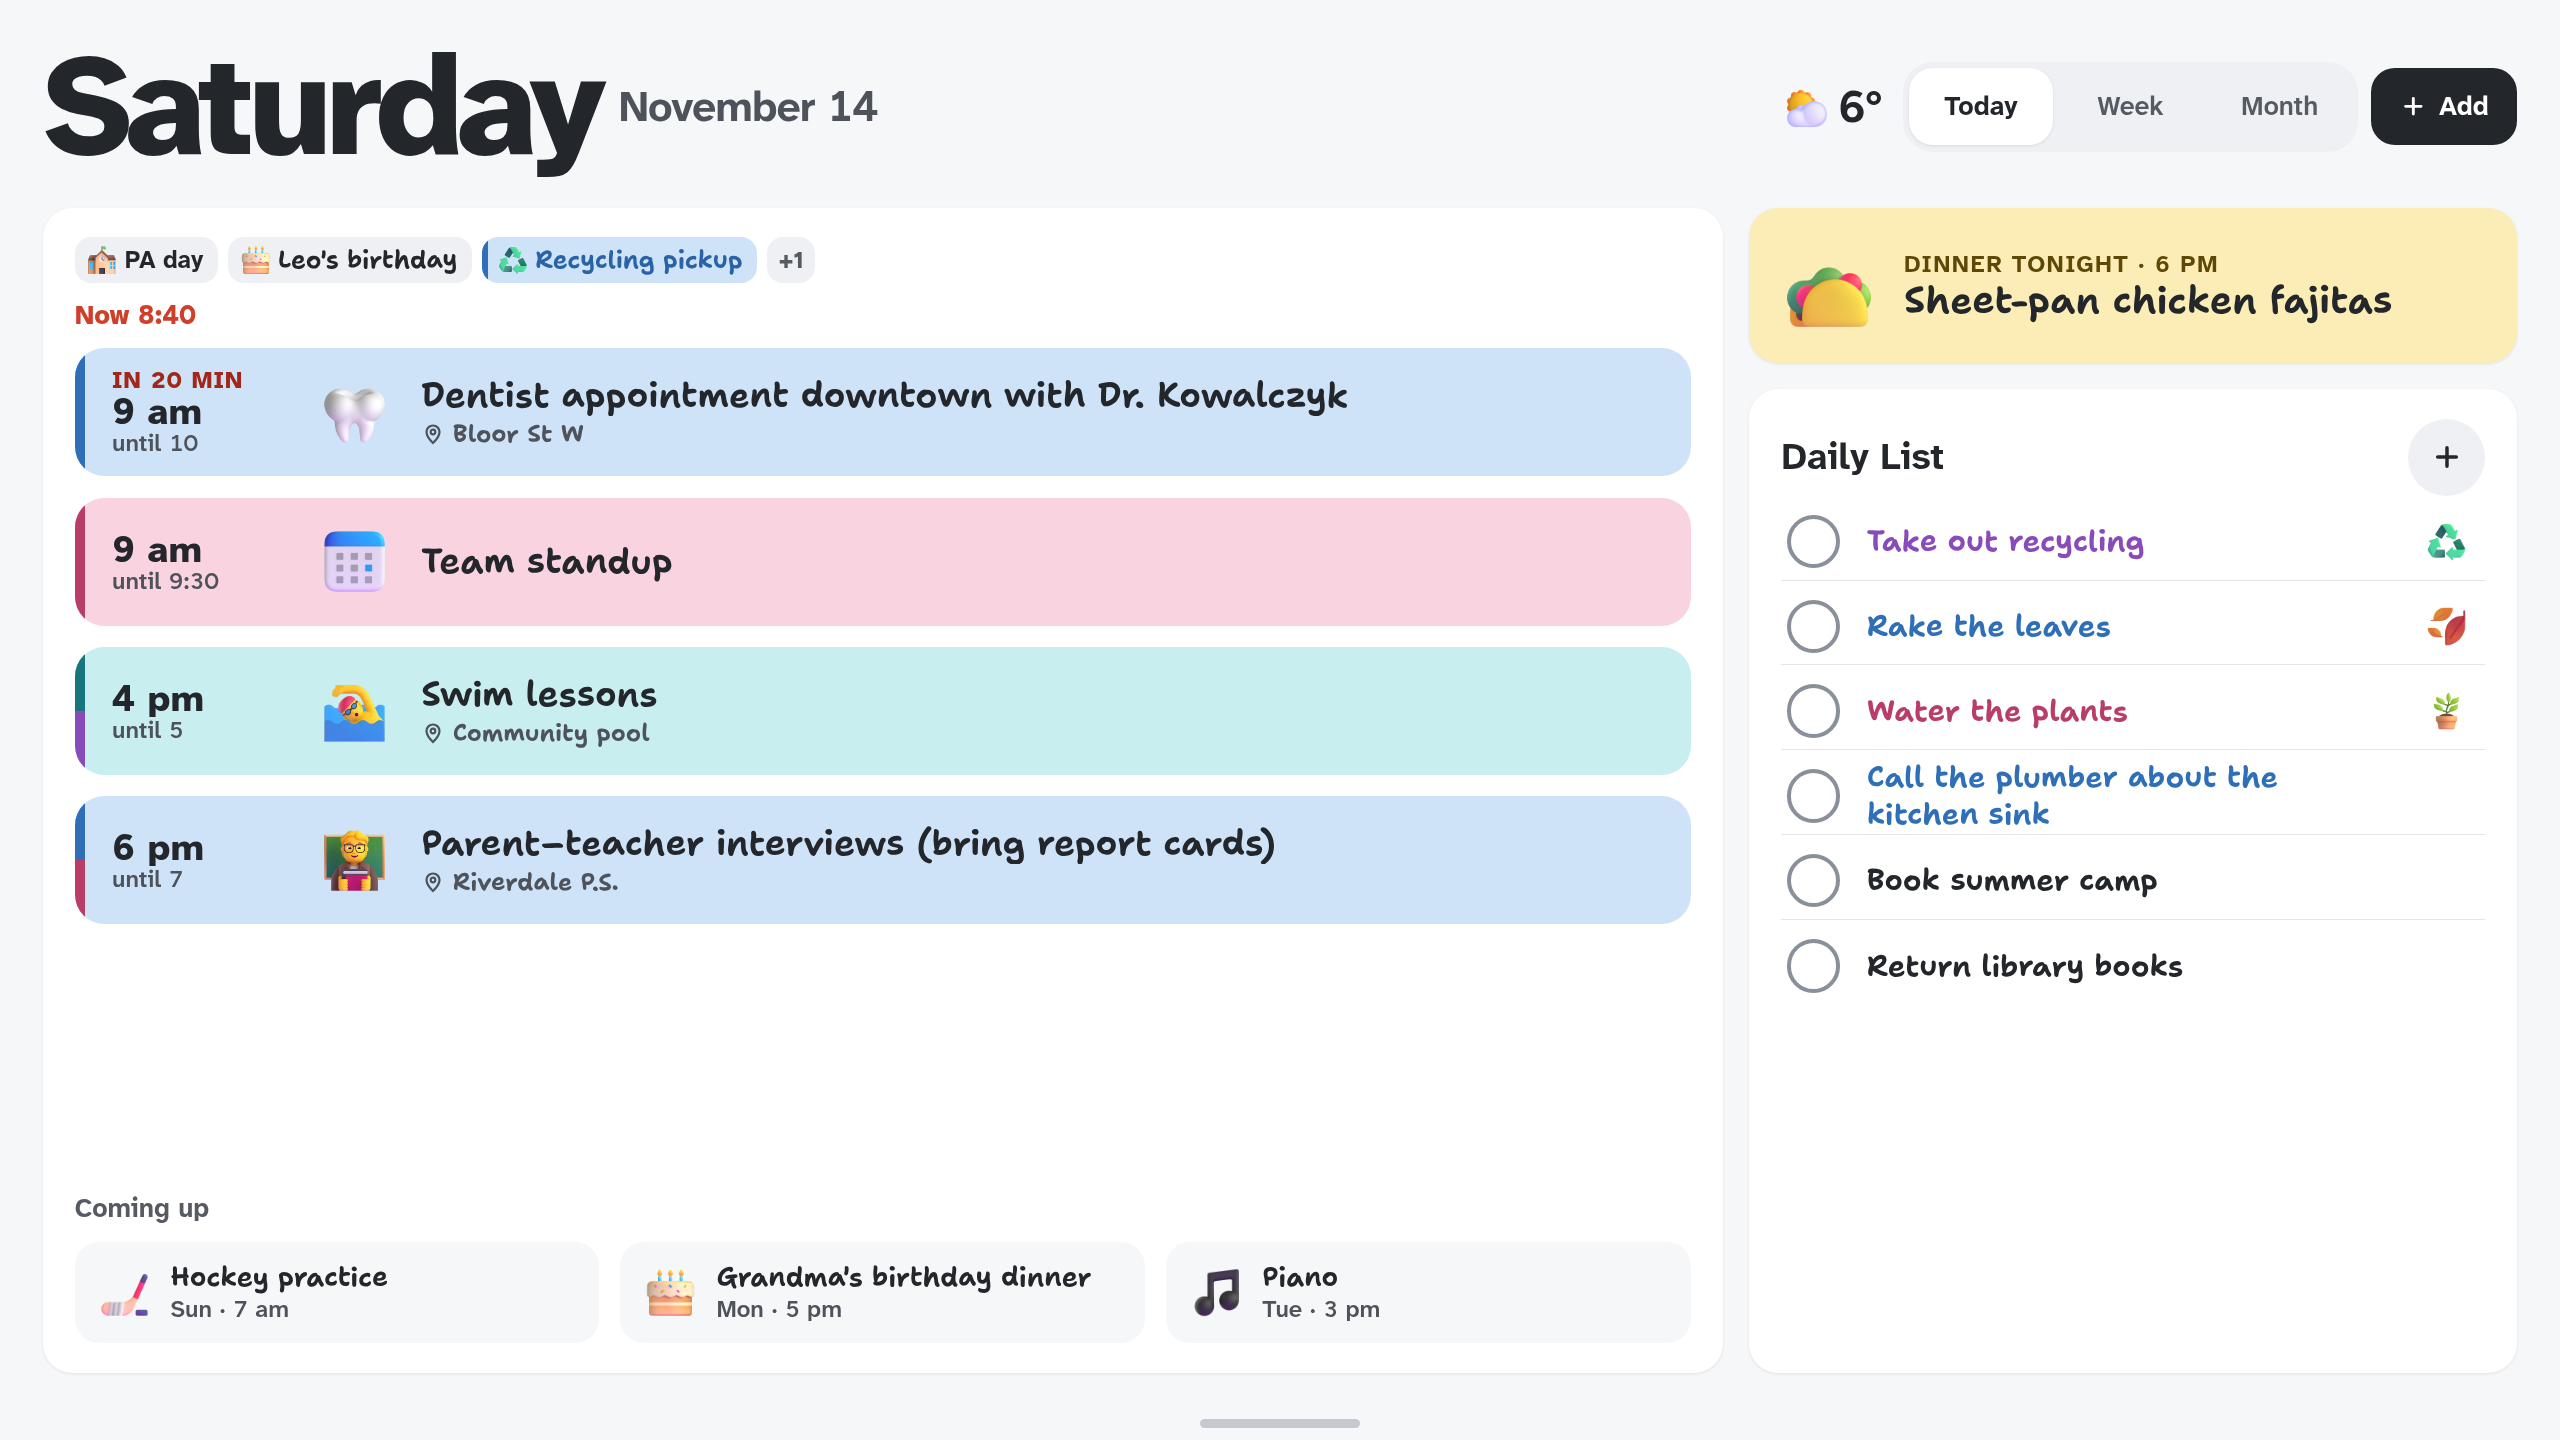 Saturday November 14
6°
Today
Week
Month
+ Add
PA day
Leo's birthday
Recycling pickup
+1
Now 8:40
IN 20 MIN
9 am
until 10
Dentist appointment downtown with Dr. Kowalczyk
Bloor St W
9 am
until 9:30
Team standup
4 pm
until 5
Swim lessons
Community pool
6 pm
until 7
Parent–teacher interviews (bring report cards)
Riverdale P.S.
Coming up
Hockey practice
Sun · 7 am
Grandma's birthday dinner
Mon · 5 pm
Piano
Tue · 3 pm
DINNER TONIGHT · 6 PM
Sheet-pan chicken fajitas
Daily List
+
Take out recycling
Rake the leaves
Water the plants
Call the plumber about the
kitchen sink
Book summer camp
Return library books